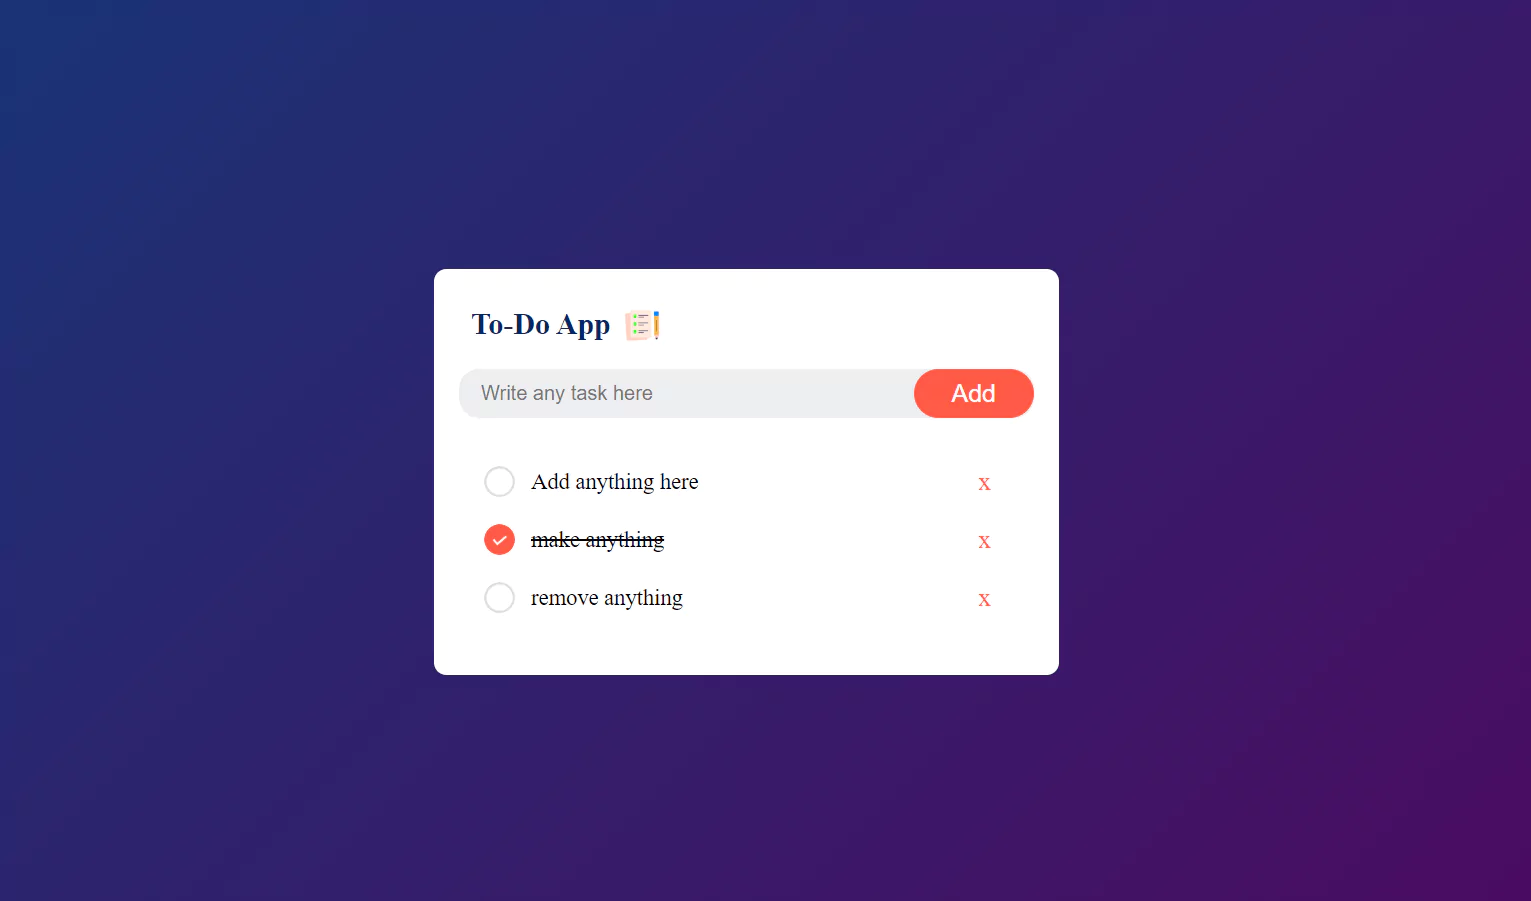 To-Do App
Write any task here Add
Add anything here x
make anything x
remove anything x